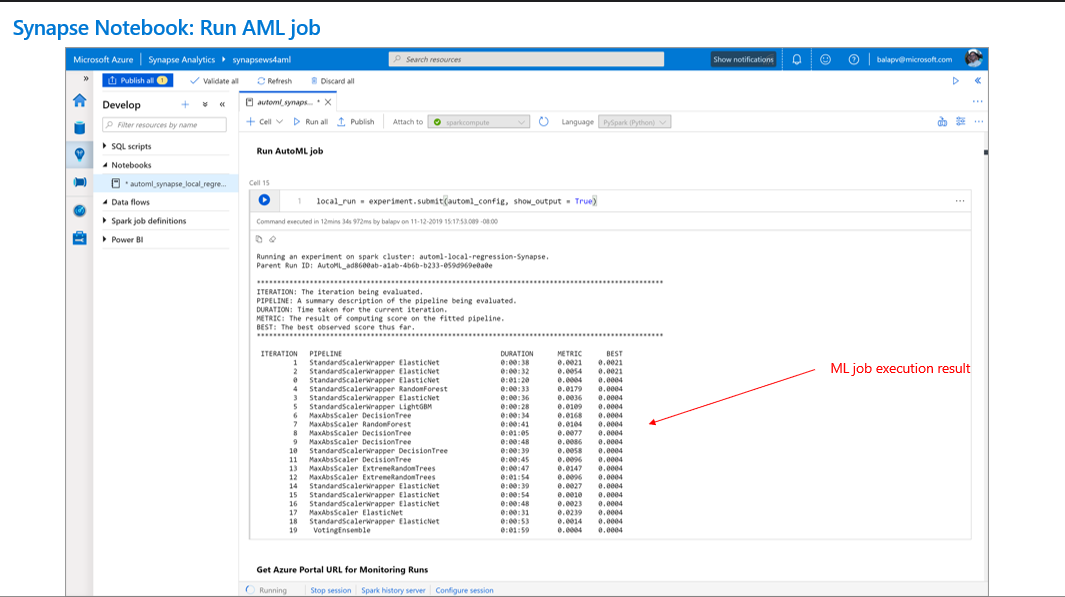 Synapse Notebook: Run AML job
Microsoft Azure Synapse Analytics synapsews4aml Search resources Show notifications balapv@microsoft.com
Publish all 1 Validate all Refresh Discard all
Develop
Filter resources by name
SQL scripts
Notebooks
* automl_synapse_local_regre...
Data flows
Spark job definitions
Power BI
automl_synaps... *
Cell Run all Publish Attach to sparkcompute Language PySpark (Python)
Run AutoML job
Cell 15
1 local_run = experiment.submit(automl_config, show_output = True)
Command executed in 12mins 34s 972ms by balapv on 11-12-2019 15:17:53.089 -08:00
Running an experiment on spark cluster: automl-local-regression-Synapse.
Parent Run ID: AutoML_ad8600ab-a1ab-4b6b-b233-059d969e0a0e
****************************************************************************************************
ITERATION: The iteration being evaluated.
PIPELINE: A summary description of the pipeline being evaluated.
DURATION: Time taken for the current iteration.
METRIC: The result of computing score on the fitted pipeline.
BEST: The best observed score thus far.
****************************************************************************************************
ITERATION PIPELINE DURATION METRIC BEST
1 StandardScalerWrapper ElasticNet 0:00:38 0.0021 0.0021
2 StandardScalerWrapper ElasticNet 0:00:32 0.0054 0.0021
0 StandardScalerWrapper ElasticNet 0:01:20 0.0004 0.0004
4 StandardScalerWrapper RandomForest 0:00:33 0.0179 0.0004
3 StandardScalerWrapper ElasticNet 0:00:36 0.0036 0.0004
5 StandardScalerWrapper LightGBM 0:00:28 0.0109 0.0004
6 MaxAbsScaler DecisionTree 0:00:34 0.0168 0.0004
7 MaxAbsScaler RandomForest 0:00:41 0.0104 0.0004
8 MaxAbsScaler DecisionTree 0:01:05 0.0077 0.0004
9 MaxAbsScaler DecisionTree 0:00:48 0.0086 0.0004
10 StandardScalerWrapper DecisionTree 0:00:39 0.0058 0.0004
11 MaxAbsScaler DecisionTree 0:00:45 0.0096 0.0004
13 MaxAbsScaler ExtremeRandomTrees 0:00:47 0.0147 0.0004
12 MaxAbsScaler ExtremeRandomTrees 0:01:54 0.0096 0.0004
14 StandardScalerWrapper ElasticNet 0:00:39 0.0027 0.0004
15 StandardScalerWrapper ElasticNet 0:00:54 0.0010 0.0004
16 StandardScalerWrapper ElasticNet 0:00:48 0.0023 0.0004
17 MaxAbsScaler ElasticNet 0:00:31 0.0239 0.0004
18 StandardScalerWrapper ElasticNet 0:00:53 0.0014 0.0004
19 VotingEnsemble 0:01:59 0.0004 0.0004
ML job execution result
Get Azure Portal URL for Monitoring Runs
Running Stop session Spark history server Configure session